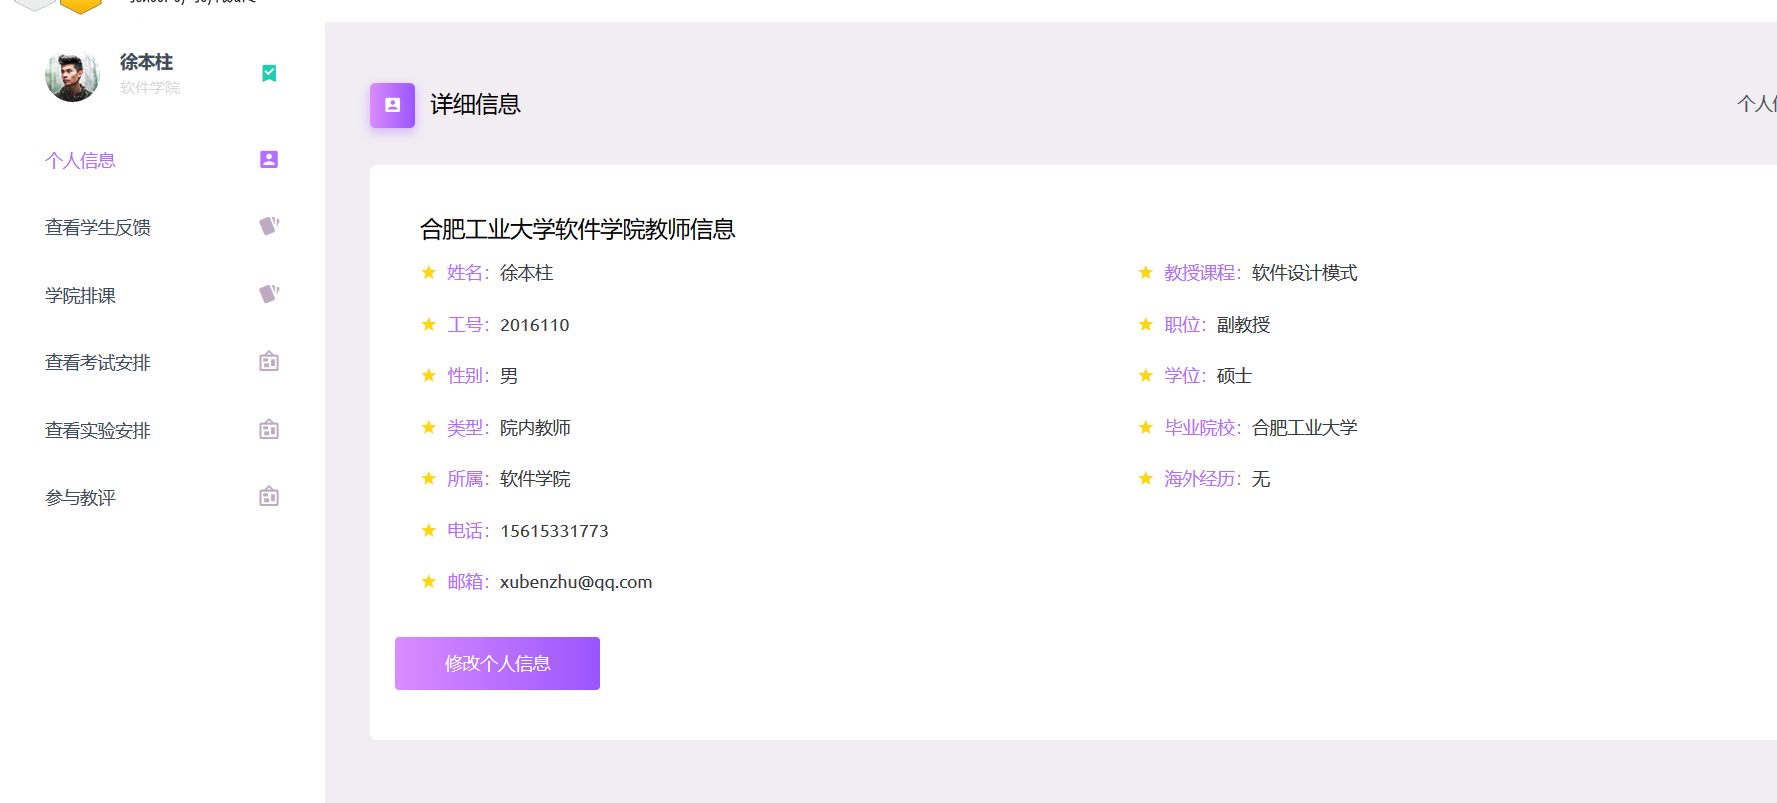 School of Software
徐本柱
软件学院
个人信息
查看学生反馈
学院排课
查看考试安排
查看实验安排
参与教评
详细信息
个人
合肥工业大学软件学院教师信息
姓名：徐本柱
工号：2016110
性别：男
类型：院内教师
所属：软件学院
电话：15615331773
邮箱：xubenzhu@qq.com
教授课程：软件设计模式
职位：副教授
学位：硕士
毕业院校：合肥工业大学
海外经历：无
修改个人信息